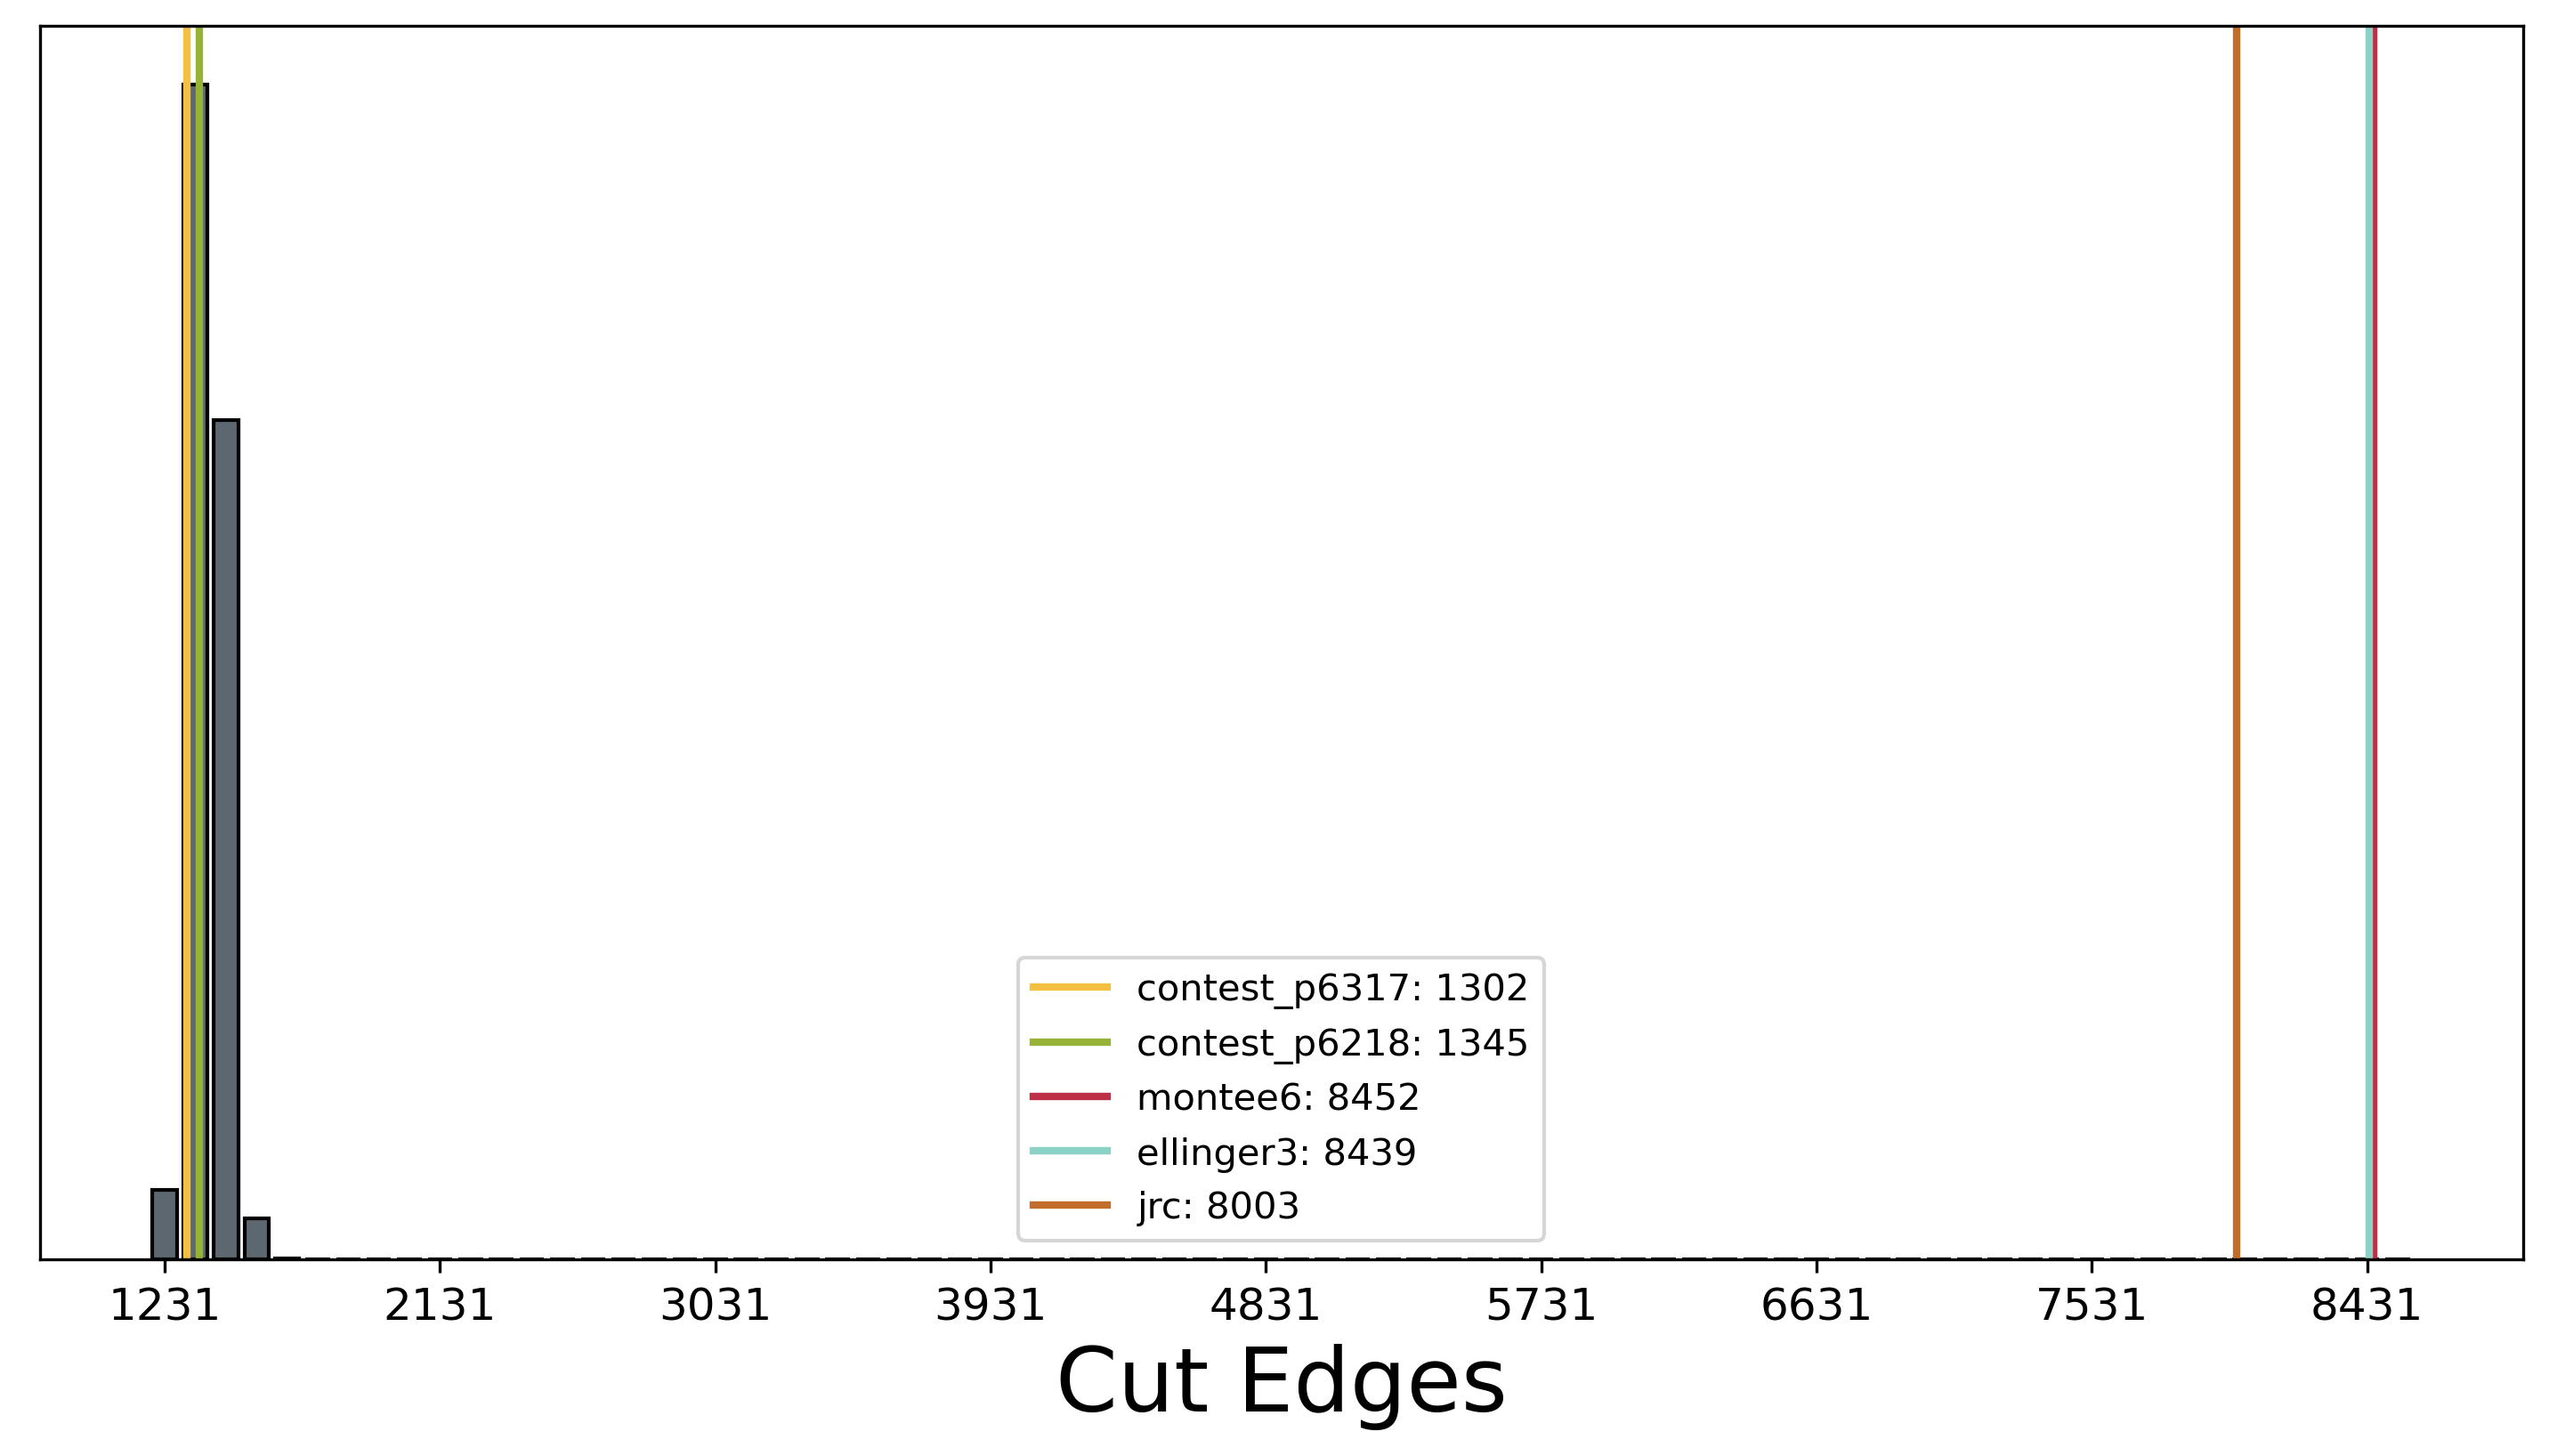 contest_p6317: 1302
contest_p6218: 1345
montee6: 8452
ellinger3: 8439
jrc: 8003
1231 2131 3031 3931 4831 5731 6631 7531 8431
Cut Edges